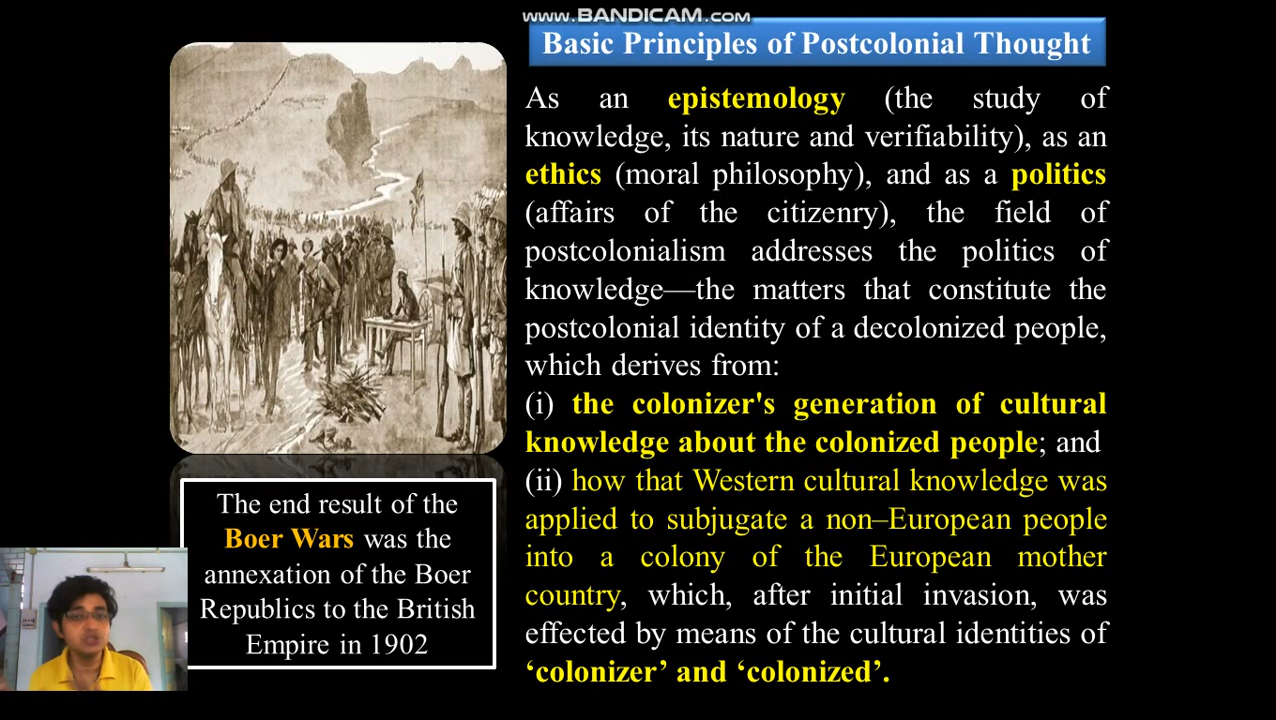 www.BANDICAM.com
Basic Principles of Postcolonial Thought
As an epistemology (the study of
knowledge, its nature and verifiability), as an
ethics (moral philosophy), and as a politics
(affairs of the citizenry), the field of
postcolonialism addresses the politics of
knowledge—the matters that constitute the
postcolonial identity of a decolonized people,
which derives from:
(i) the colonizer's generation of cultural
knowledge about the colonized people; and
(ii) how that Western cultural knowledge was
applied to subjugate a non–European people
into a colony of the European mother
country, which, after initial invasion, was
effected by means of the cultural identities of
‘colonizer’ and ‘colonized’.
The end result of the
Boer Wars was the
annexation of the Boer
Republics to the British
Empire in 1902